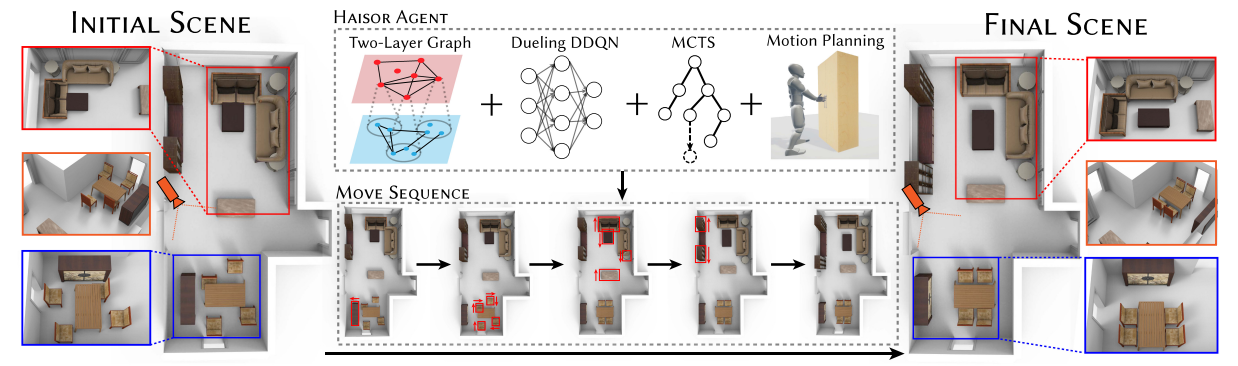 Initial Scene
Haisor Agent
Two-Layer Graph
Dueling DDQN
MCTS
Motion Planning
Move Sequence
Final Scene